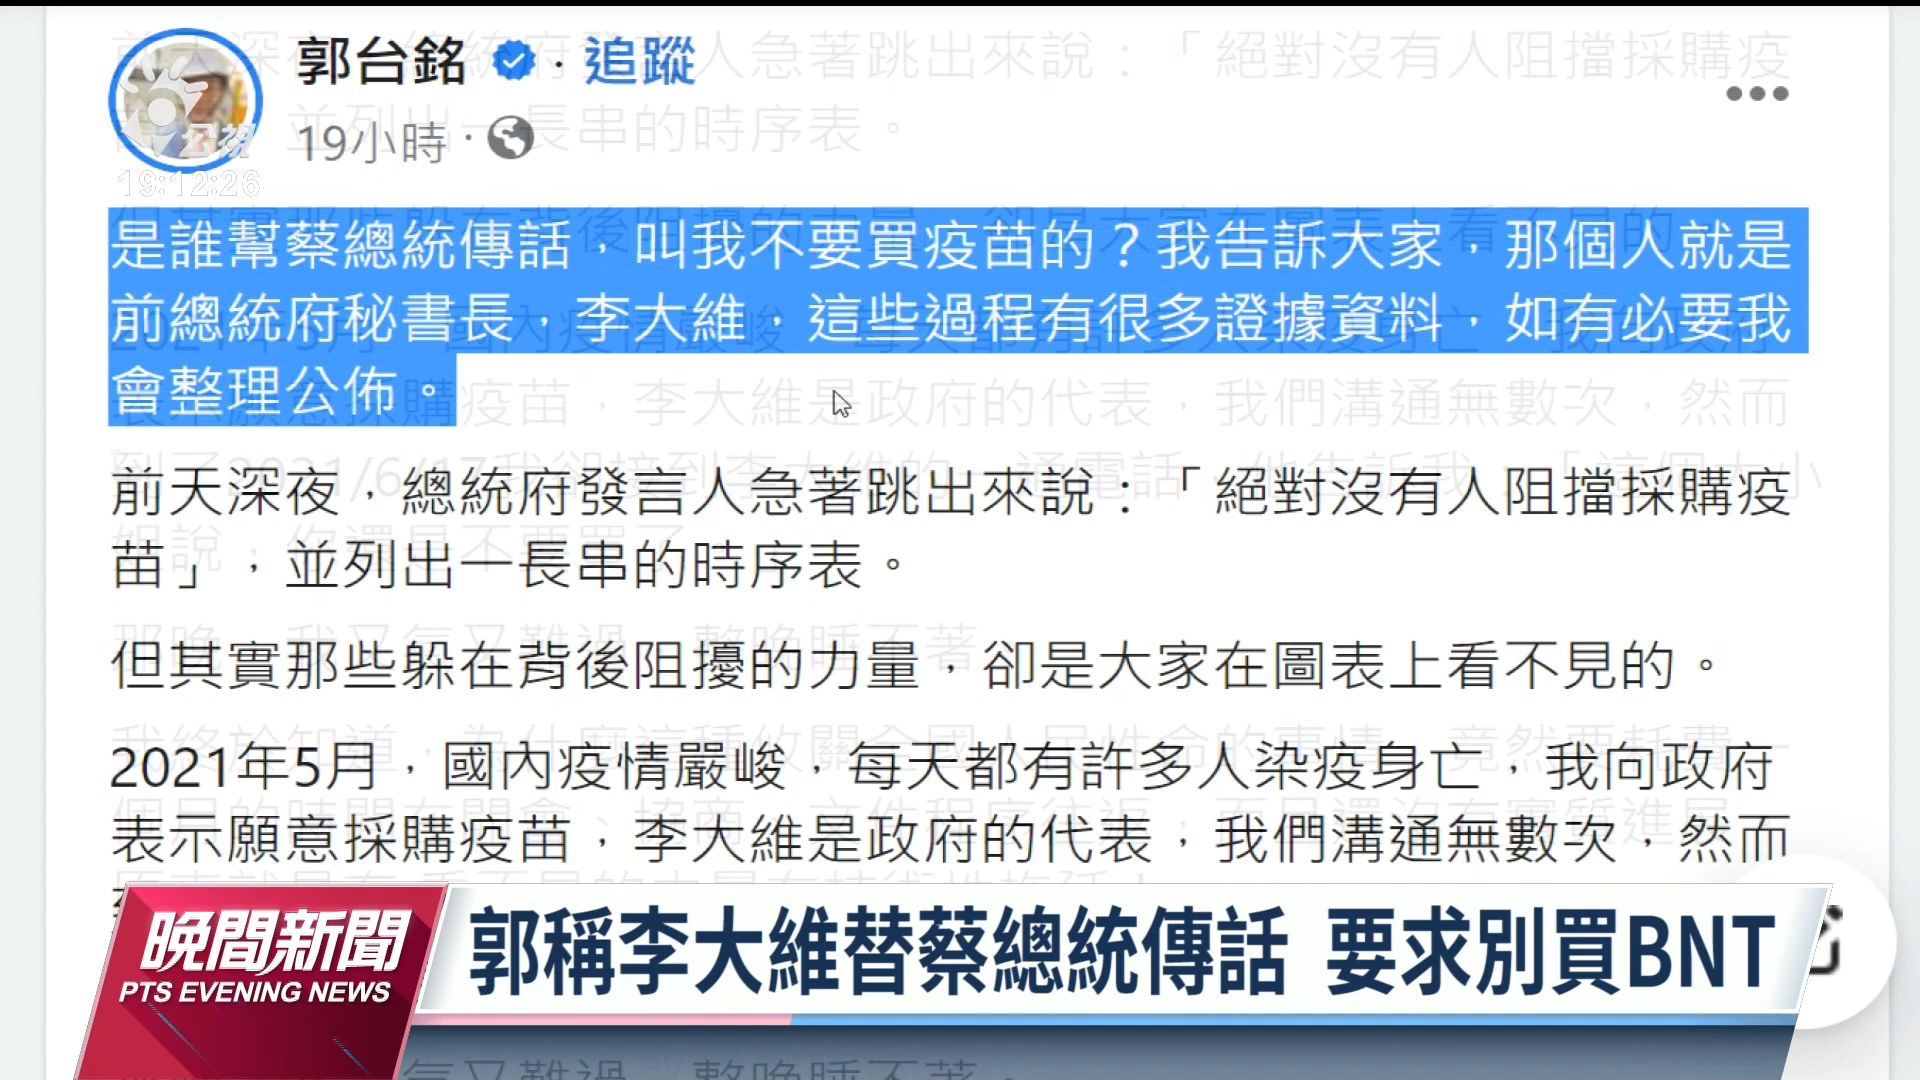 郭台銘 · 追蹤
19小時 ·
公視
19:12:26
是誰幫蔡總統傳話，叫我不要買疫苗的？我告訴大家，那個人就是
前總統府秘書長，李大維，這些過程有很多證據資料，如有必要我
會整理公佈。
前天深夜，總統府發言人急著跳出來說：「絕對沒有人阻擋採購疫
苗」，並列出一長串的時序表。
但其實那些躲在背後阻擾的力量，卻是大家在圖表上看不見的。
2021年5月，國內疫情嚴峻，每天都有許多人染疫身亡，我向政府
表示願意採購疫苗，李大維是政府的代表，我們溝通無數次，然而
晚間新聞
PTS EVENING NEWS
郭稱李大維替蔡總統傳話 要求別買BNT